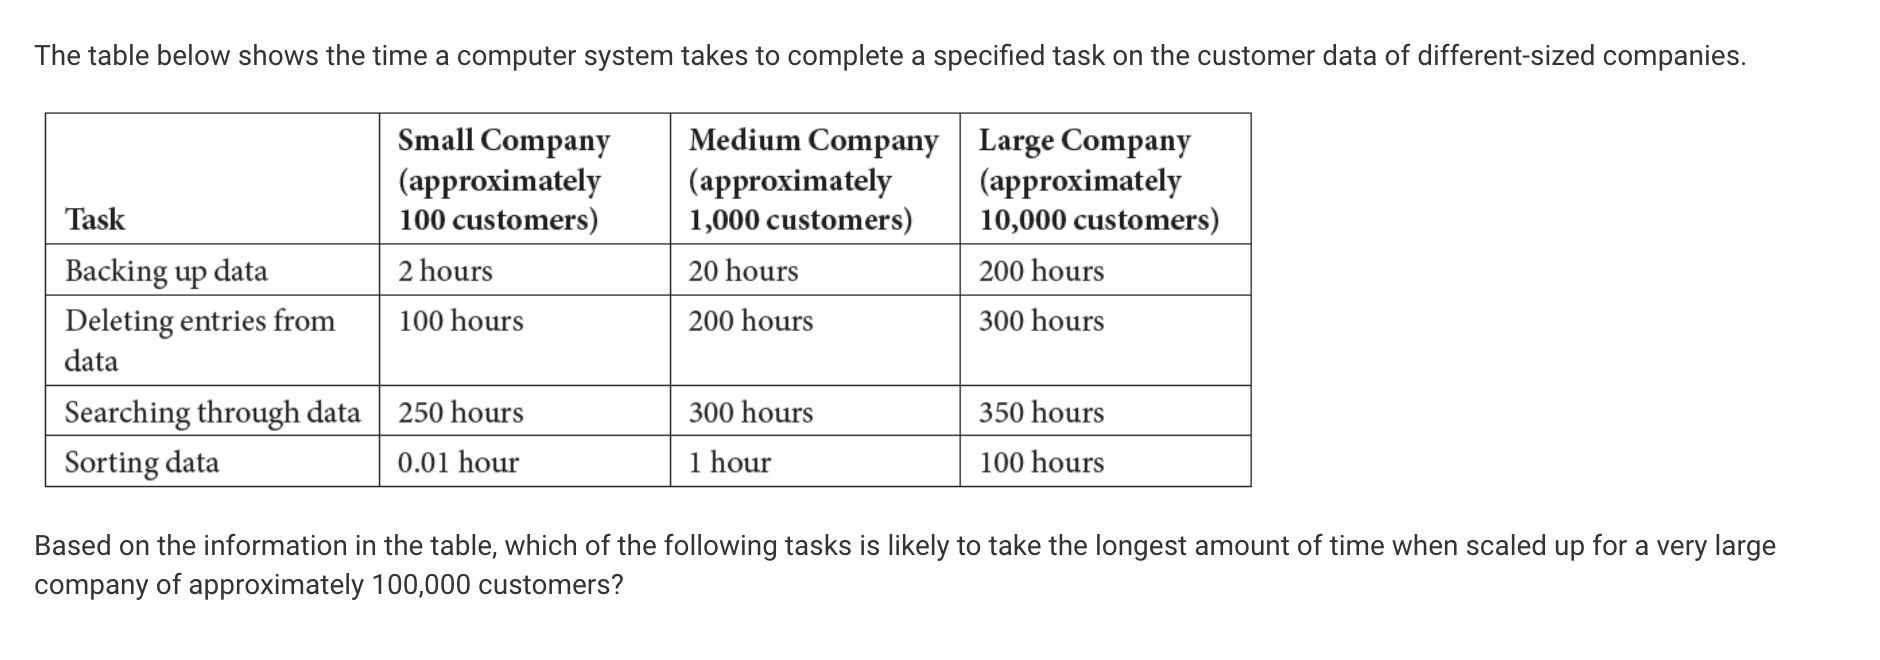 The table below shows the time a computer system takes to complete a specified task on the customer data of different-sized companies.
Task
Small Company
(approximately
100 customers)
Medium Company
(approximately
1,000 customers)
Large Company
(approximately
10,000 customers)
Backing up data 2 hours 20 hours 200 hours
Deleting entries from 100 hours 200 hours 300 hours
data
Searching through data 250 hours 300 hours 350 hours
Sorting data 0.01 hour 1 hour 100 hours
Based on the information in the table, which of the following tasks is likely to take the longest amount of time when scaled up for a very large
company of approximately 100,000 customers?